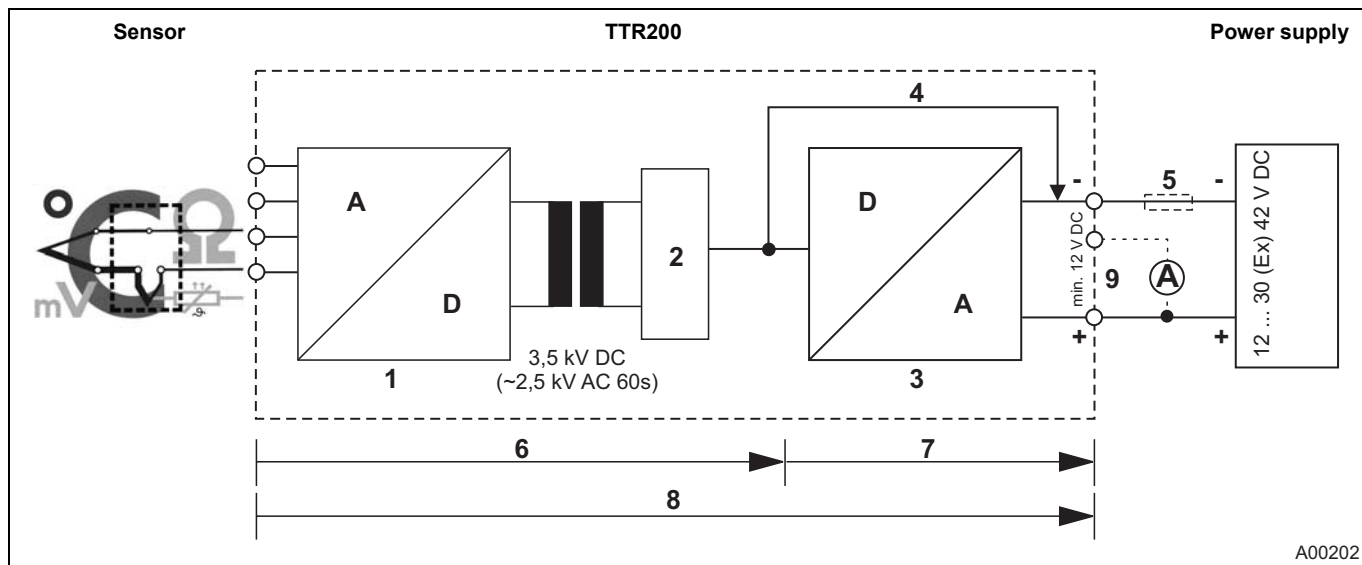 Sensor
TTR200
Power supply
4
A
D
D
A
2
1
3,5 kV DC
(~2,5 kV AC 60s)
3
-
+
min. 12 V DC
5
9
A
-
+
12 ... 30 (Ex) 42 V DC
°C
Ω
mV
ϑ
6
7
8
A00202